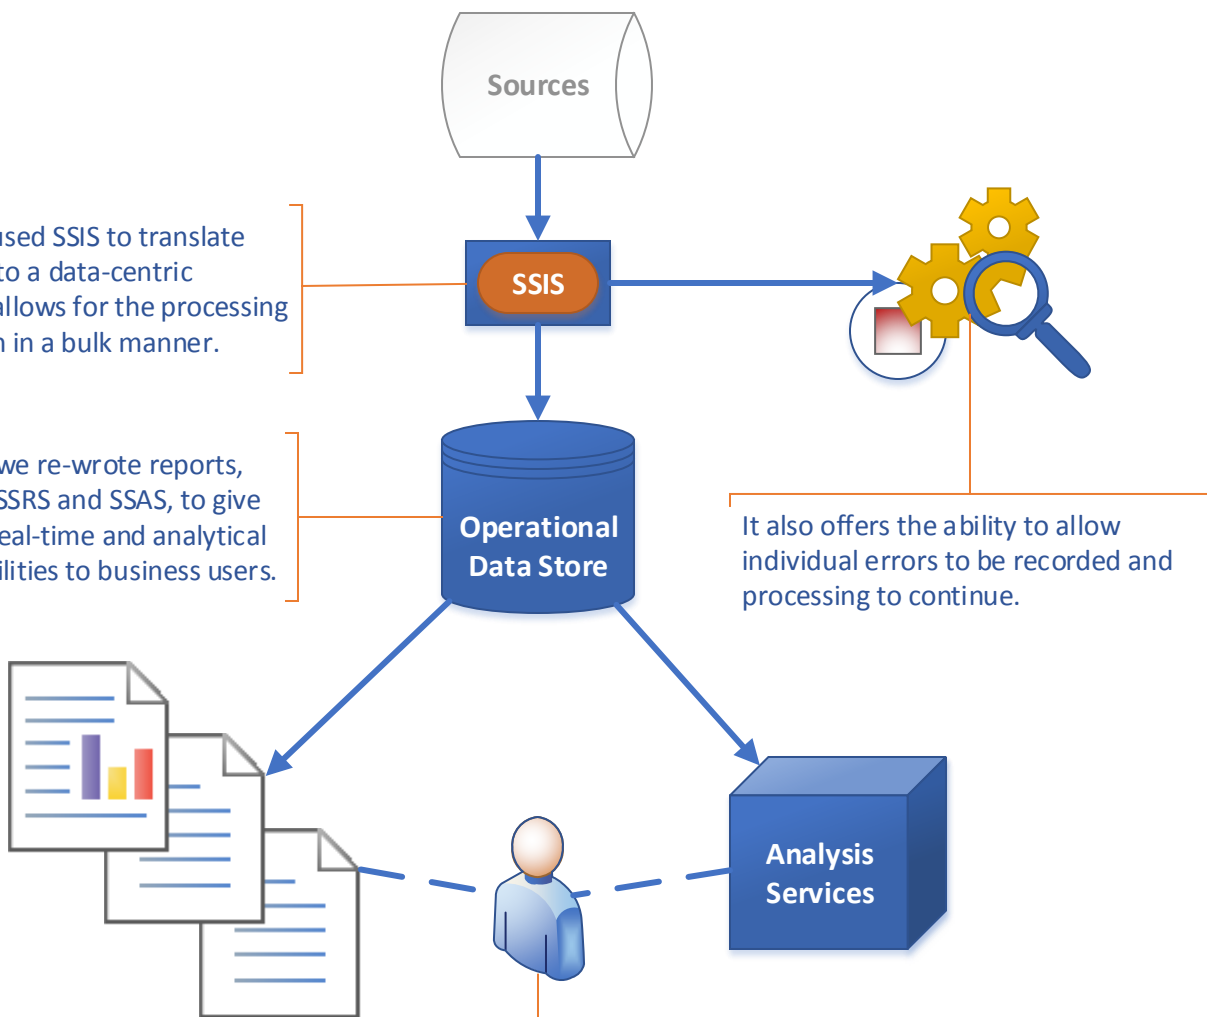 Sources
used SSIS to translate
to a data-centric
allows for the processing
in a bulk manner.
SSIS
we re-wrote reports,
SSRS and SSAS, to give
real-time and analytical
to business users.
Operational
Data Store
It also offers the ability to allow
individual errors to be recorded and
processing to continue.
Analysis
Services